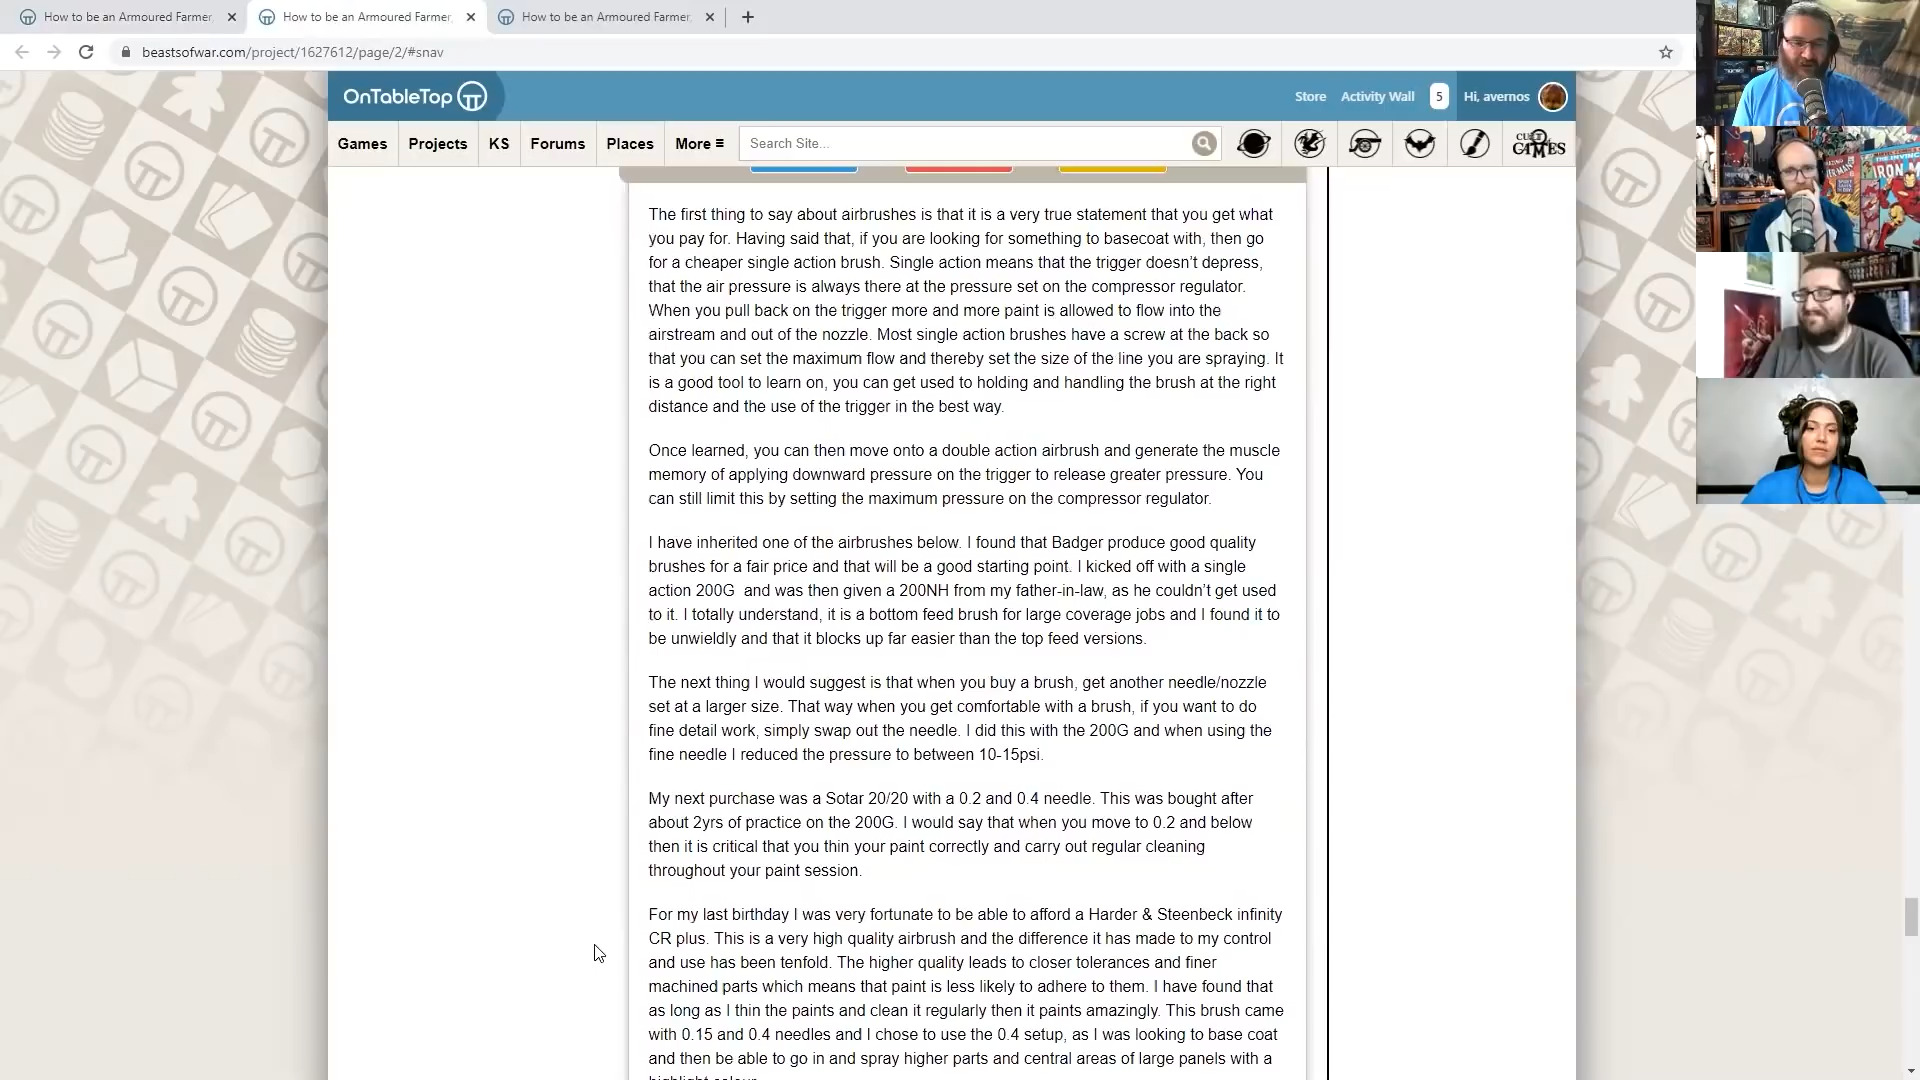 How to be an Armoured Farmer
How to be an Armoured Farmer
How to be an Armoured Farmer
beastsofwar.com/project/1627612/page/2/#snav
OnTableTop
Store Activity Wall 5 Hi, avernos
Games Projects KS Forums Places More ≡ Search Site... CULT OF GAMES
The first thing to say about airbrushes is that it is a very true statement that you get what
you pay for. Having said that, if you are looking for something to basecoat with, then go
for a cheaper single action brush. Single action means that the trigger doesn’t depress,
that the air pressure is always there at the pressure set on the compressor regulator.
When you pull back on the trigger more and more paint is allowed to flow into the
airstream and out of the nozzle. Most single action brushes have a screw at the back so
that you can set the maximum flow and thereby set the size of the line you are spraying. It
is a good tool to learn on, you can get used to holding and handling the brush at the right
distance and the use of the trigger in the best way.
Once learned, you can then move onto a double action airbrush and generate the muscle
memory of applying downward pressure on the trigger to release greater pressure. You
can still limit this by setting the maximum pressure on the compressor regulator.
I have inherited one of the airbrushes below. I found that Badger produce good quality
brushes for a fair price and that will be a good starting point. I kicked off with a single
action 200G and was then given a 200NH from my father-in-law, as he couldn’t get used
to it. I totally understand, it is a bottom feed brush for large coverage jobs and I found it to
be unwieldly and that it blocks up far easier than the top feed versions.
The next thing I would suggest is that when you buy a brush, get another needle/nozzle
set at a larger size. That way when you get comfortable with a brush, if you want to do
fine detail work, simply swap out the needle. I did this with the 200G and when using the
fine needle I reduced the pressure to between 10-15psi.
My next purchase was a Sotar 20/20 with a 0.2 and 0.4 needle. This was bought after
about 2yrs of practice on the 200G. I would say that when you move to 0.2 and below
then it is critical that you thin your paint correctly and carry out regular cleaning
throughout your paint session.
For my last birthday I was very fortunate to be able to afford a Harder & Steenbeck infinity
CR plus. This is a very high quality airbrush and the difference it has made to my control
and use has been tenfold. The higher quality leads to closer tolerances and finer
machined parts which means that paint is less likely to adhere to them. I have found that
as long as I thin the paints and clean it regularly then it paints amazingly. This brush came
with 0.15 and 0.4 needles and I chose to use the 0.4 setup, as I was looking to base coat
and then be able to go in and spray higher parts and central areas of large panels with a
IRON M